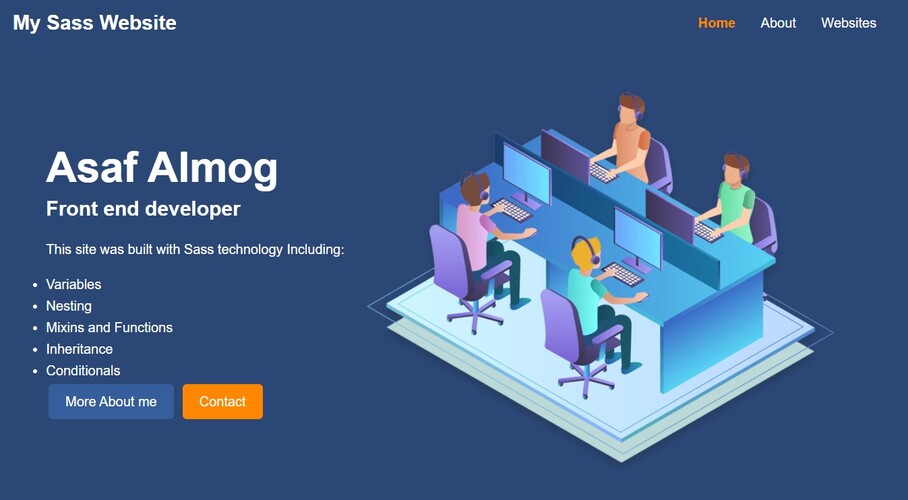 My Sass Website
Home About Websites
Asaf Almog
Front end developer
This site was built with Sass technology Including:
Variables
Nesting
Mixins and Functions
Inheritance
Conditionals
More About me Contact